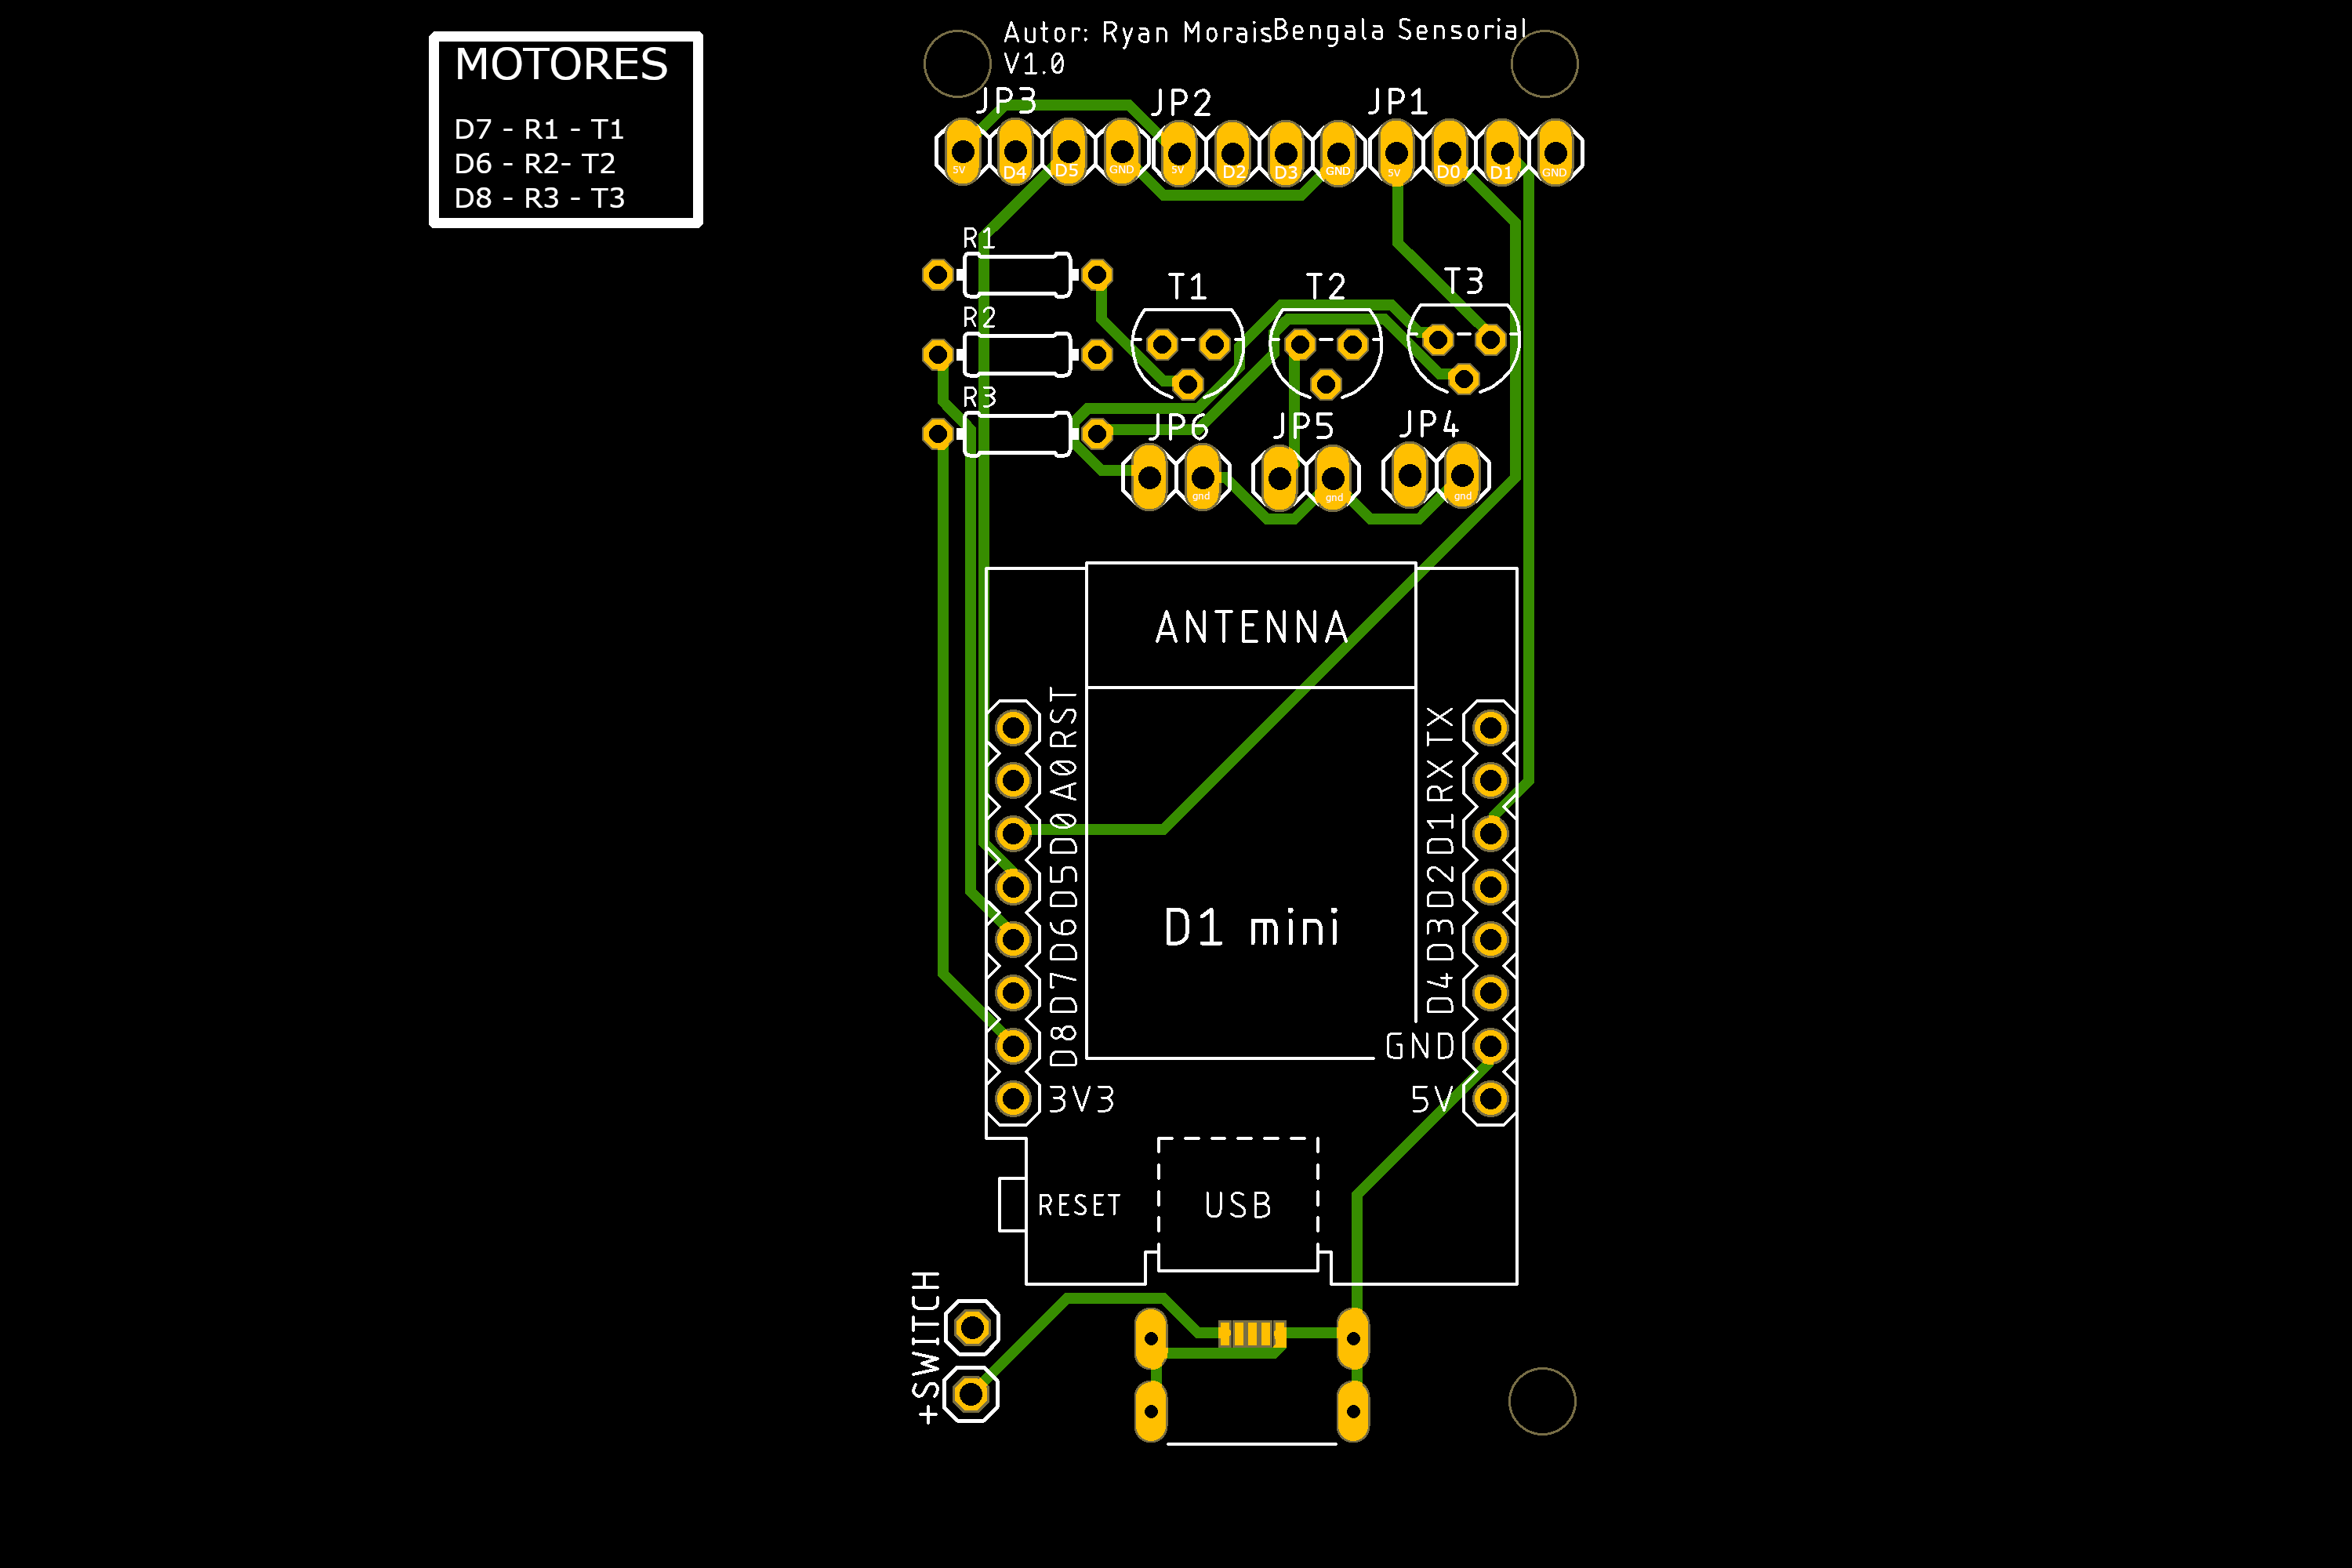 MOTORES
D7 - R1 - T1
D6 - R2- T2
D8 - R3 - T3
Autor: Ryan Morais
Bengala Sensorial
V1.0
JP3 JP2 JP1
5V D4 D5 GND 5V D2 D3 GND 5V D0 D1 GND
R1
R2
R3
T1 T2 T3
JP6 JP5 JP4
gnd gnd gnd
ANTENNA
RST TX
A0 RX
D0 D1
D5 D2
D6 D3
D7 D4
D8 GND
3V3 5V
D1 mini
RESET USB
+SWITCH